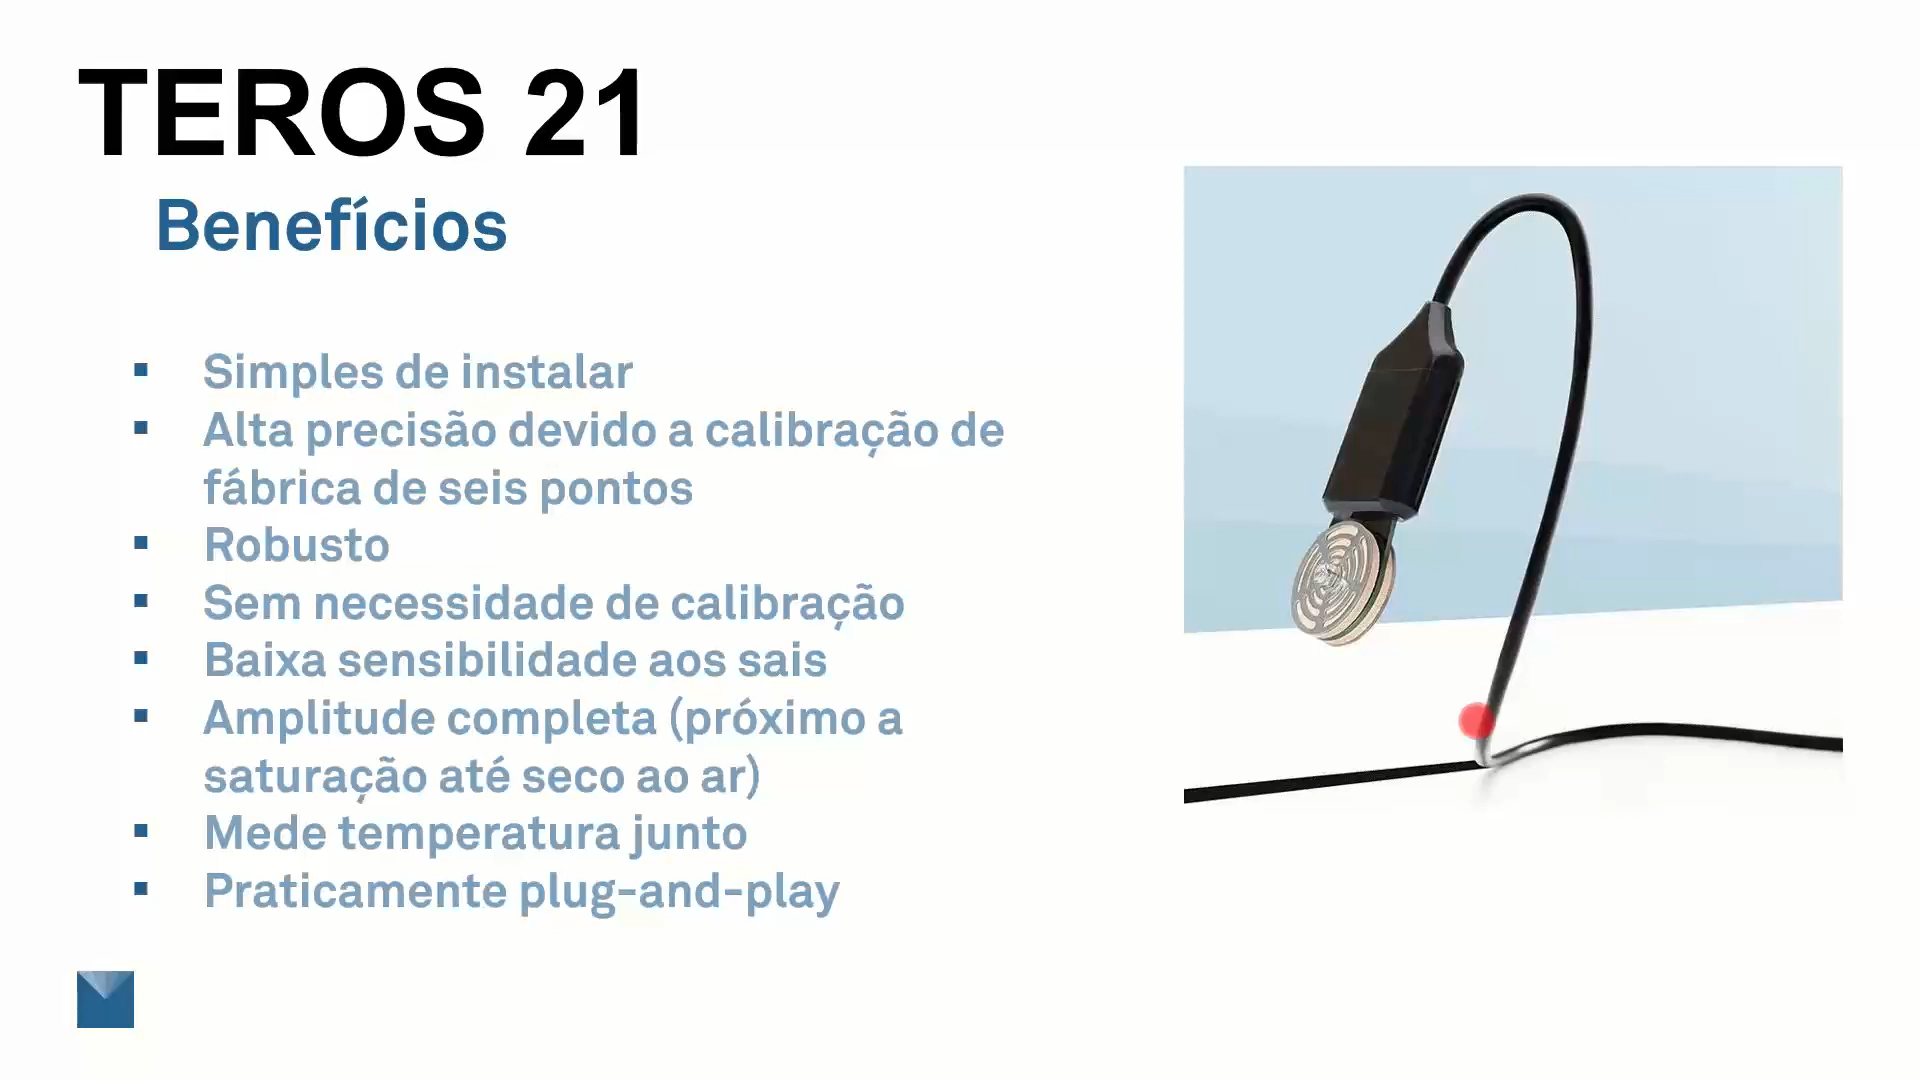 TEROS 21
Benefícios
▪ Simples de instalar
▪ Alta precisão devido a calibração de
fábrica de seis pontos
▪ Robusto
▪ Sem necessidade de calibração
▪ Baixa sensibilidade aos sais
▪ Amplitude completa (próximo a
saturação até seco ao ar)
▪ Mede temperatura junto
▪ Praticamente plug-and-play